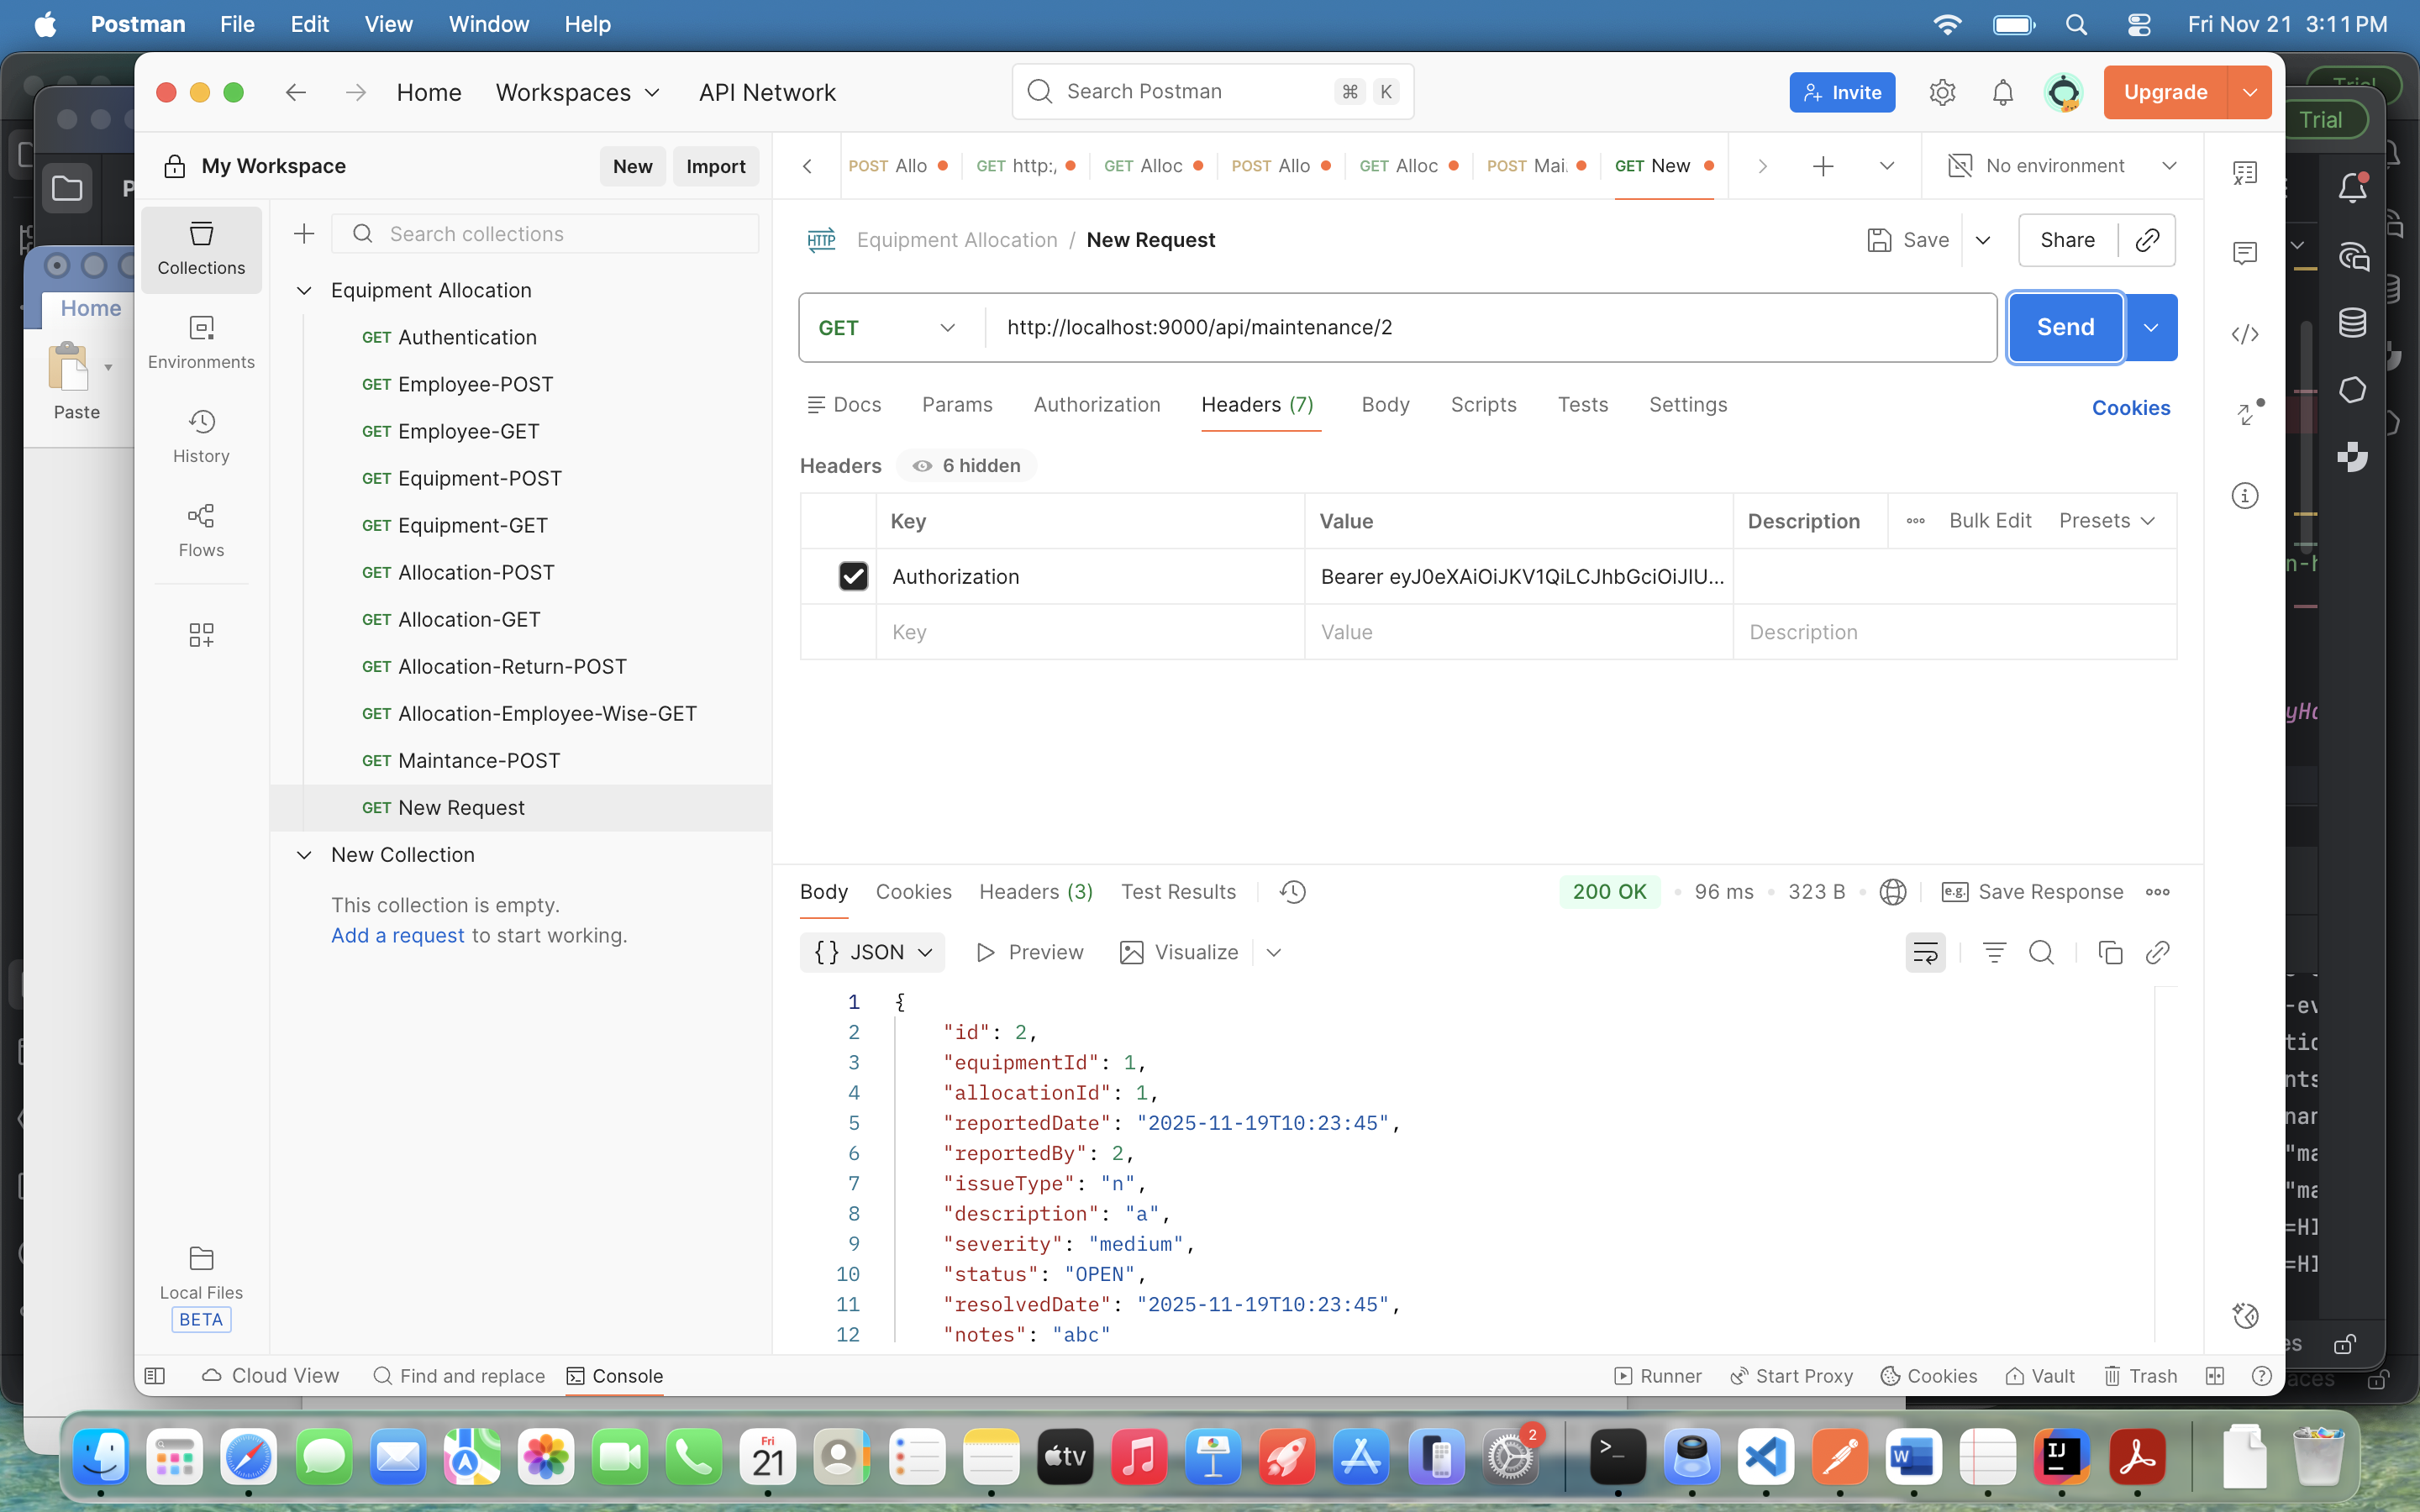 Postman File Edit View Window Help Fri Nov 21 3:11 PM
Home Workspaces API Network Search Postman ⌘ K Invite Upgrade
Trial
Trial
My Workspace New Import
POST Allo GET http:/ GET Alloc POST Allo GET Alloc POST Mai. GET New No environment
Home
Paste
Collections
Environments
History
Flows
Local Files
BETA
Search collections
Equipment Allocation
GET Authentication
GET Employee-POST
GET Employee-GET
GET Equipment-POST
GET Equipment-GET
GET Allocation-POST
GET Allocation-GET
GET Allocation-Return-POST
GET Allocation-Employee-Wise-GET
GET Maintance-POST
GET New Request
New Collection
This collection is empty.
Add a request to start working.
HTTP Equipment Allocation / New Request Save Share
GET http://localhost:9000/api/maintenance/2 Send
Docs Params Authorization Headers (7) Body Scripts Tests Settings Cookies
Headers 6 hidden
Key Value Description Bulk Edit Presets
Authorization Bearer eyJ0eXAiOiJKV1QiLCJhbGciOiJIU...
Key Value Description
Body Cookies Headers (3) Test Results 200 OK 96 ms 323 B e.g. Save Response
{} JSON Preview Visualize
1 {
2 "id": 2,
3 "equipmentId": 1,
4 "allocationId": 1,
5 "reportedDate": "2025-11-19T10:23:45",
6 "reportedBy": 2,
7 "issueType": "n",
8 "description": "a",
9 "severity": "medium",
10 "status": "OPEN",
11 "resolvedDate": "2025-11-19T10:23:45",
12 "notes": "abc"
Cloud View Find and replace Console Runner Start Proxy Cookies Vault Trash
Fri
21
tv
2